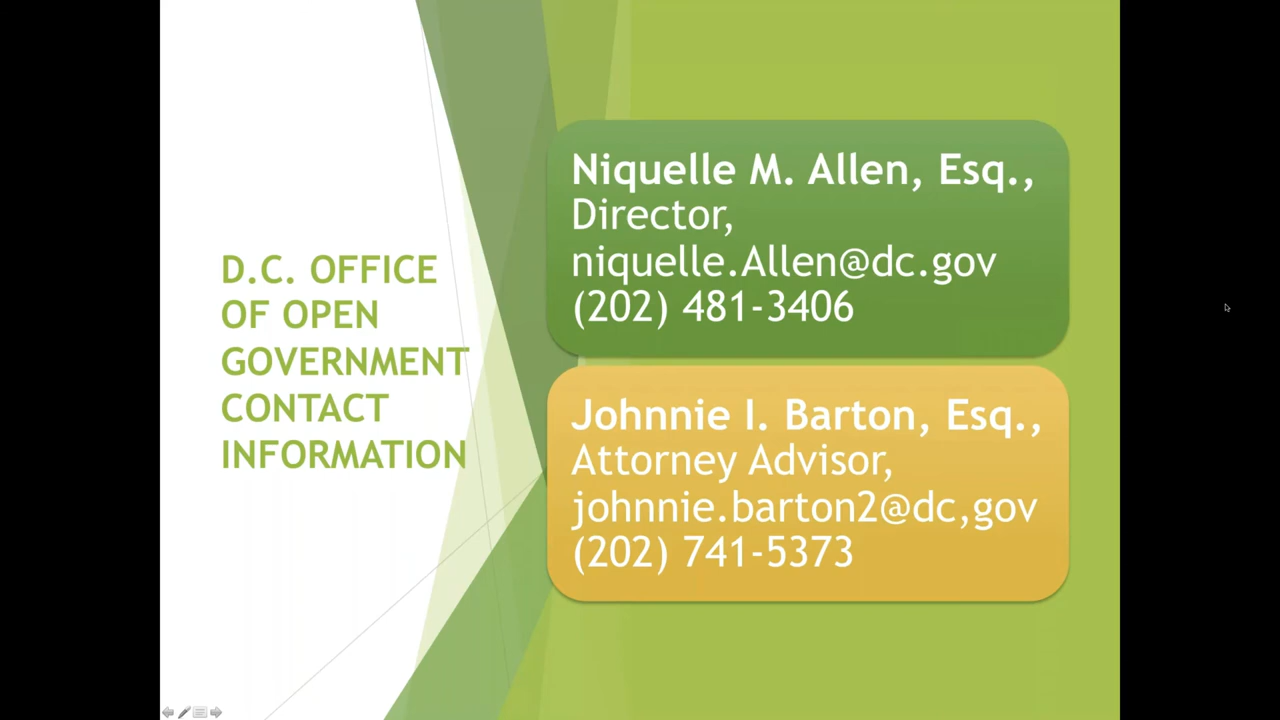 D.C. OFFICE
OF OPEN
GOVERNMENT
CONTACT
INFORMATION
Niquelle M. Allen, Esq.,
Director,
niquelle.Allen@dc.gov
(202) 481-3406
Johnnie I. Barton, Esq.,
Attorney Advisor,
johnnie.barton2@dc,gov
(202) 741-5373